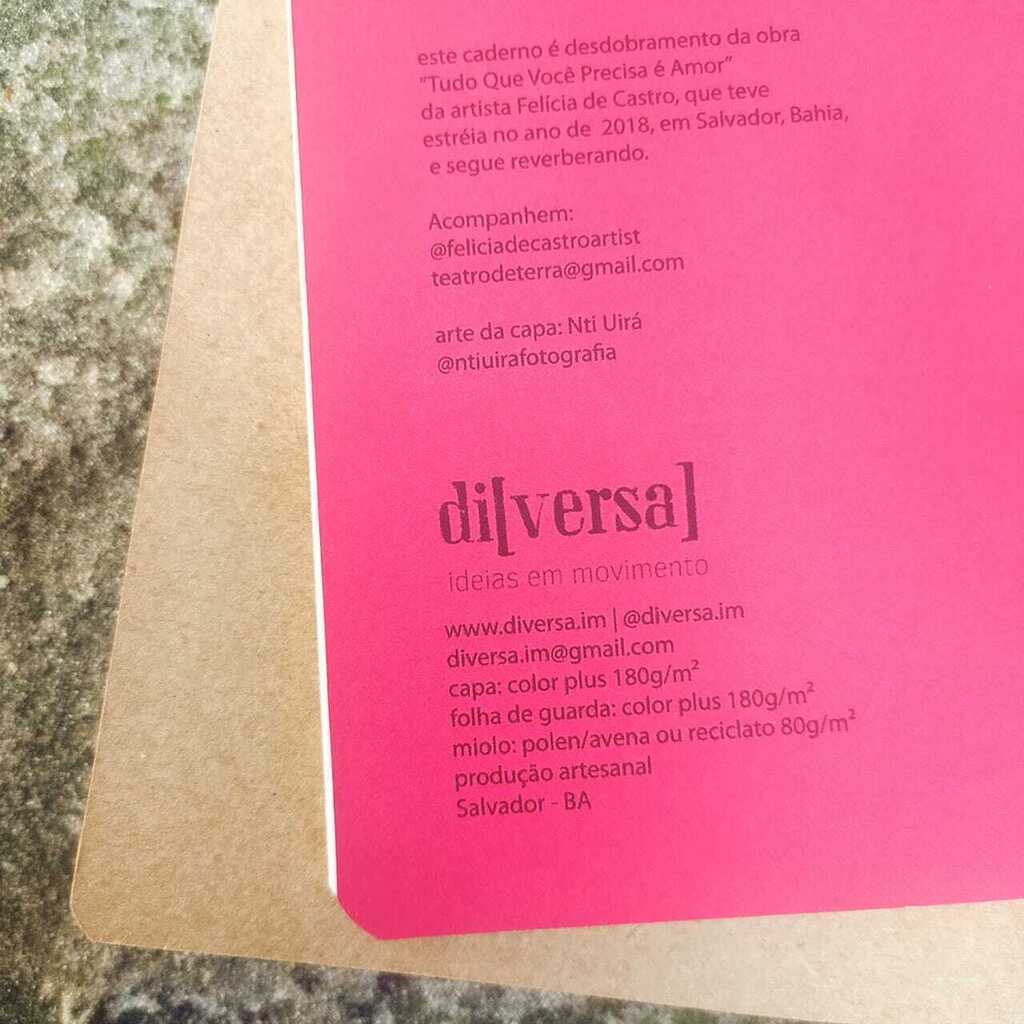 este caderno é desdobramento da obra
"Tudo Que Você Precisa é Amor"
da artista Felícia de Castro, que teve
estréia no ano de 2018, em Salvador, Bahia,
e segue reverberando.
Acompanhem:
@feliciadecastroartist
teatrodeterra@gmail.com
arte da capa: Nti Uirá
@ntiuirafotografia
di[versa]
ideias em movimento
www.diversa.im | @diversa.im
diversa.im@gmail.com
capa: color plus 180g/m²
folha de guarda: color plus 180g/m²
miolo: polen/avena ou reciclato 80g/m²
produção artesanal
Salvador - BA